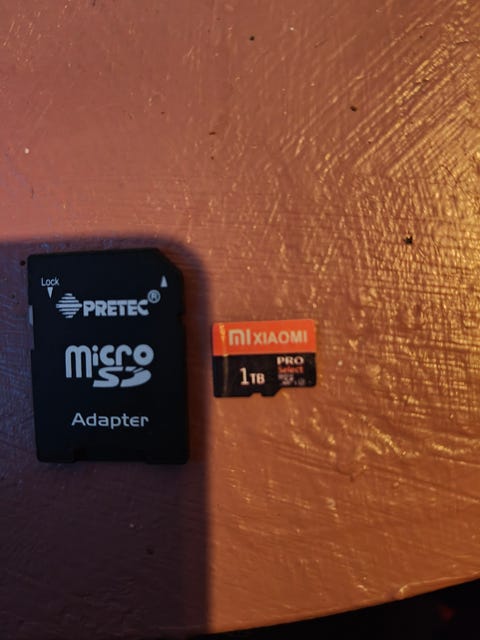 Lock
PRETEC®
Micro
SD
Adapter
mi XIAOMI
PRO
Select
1TB